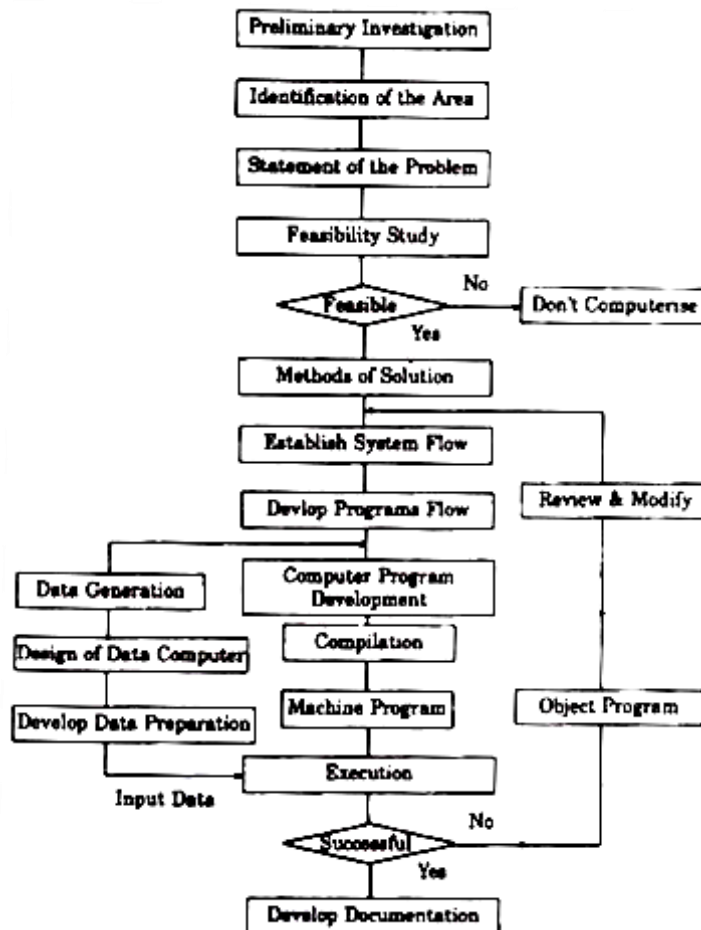 Preliminary Investigation
Identification of the Area
Statement of the Problem
Feasibility Study
No
Feasible
Don't Computerise
Yes
Methods of Solution
Establish System Flow
Review & Modify
Devlop Programs Flow
Data Generation
Computer Program
Development
Compilation
Design of Data Computer
Machine Program
Object Program
Develop Data Preparation
Execution
Input Data
No
Successful
Yes
Develop Documentation